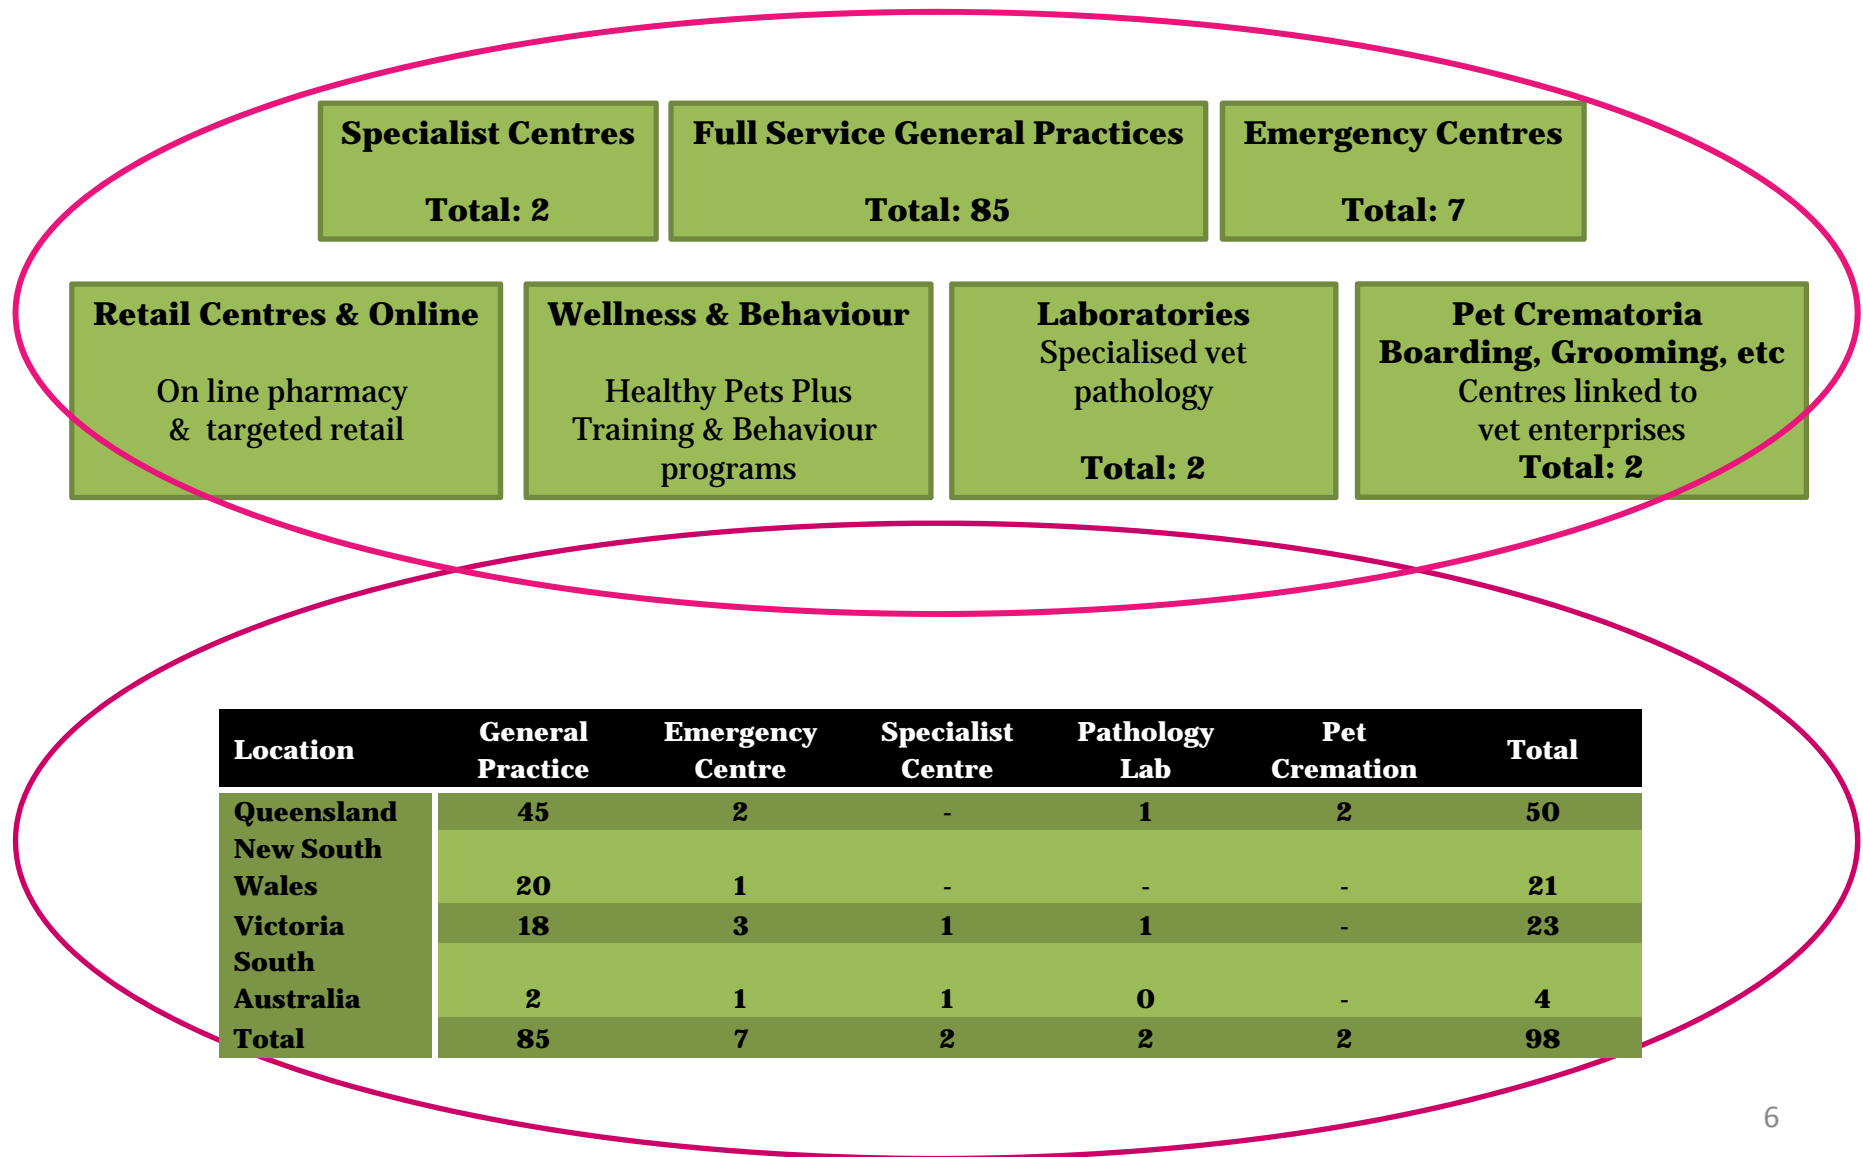 Specialist Centres
Total: 2
Full Service General Practices
Total: 85
Emergency Centres
Total: 7
Retail Centres & Online
On line pharmacy
& targeted retail
Wellness & Behaviour
Healthy Pets Plus
Training & Behaviour
programs
Laboratories
Specialised vet
pathology
Total: 2
Pet Crematoria
Boarding, Grooming, etc
Centres linked to
vet enterprises
Total: 2
Location General Practice Emergency Centre Specialist Centre Pathology Lab Pet Cremation Total
Queensland 45 2 - 1 2 50
New South
Wales 20 1 - - - 21
Victoria 18 3 1 1 - 23
South
Australia 2 1 1 0 - 4
Total 85 7 2 2 2 98
6